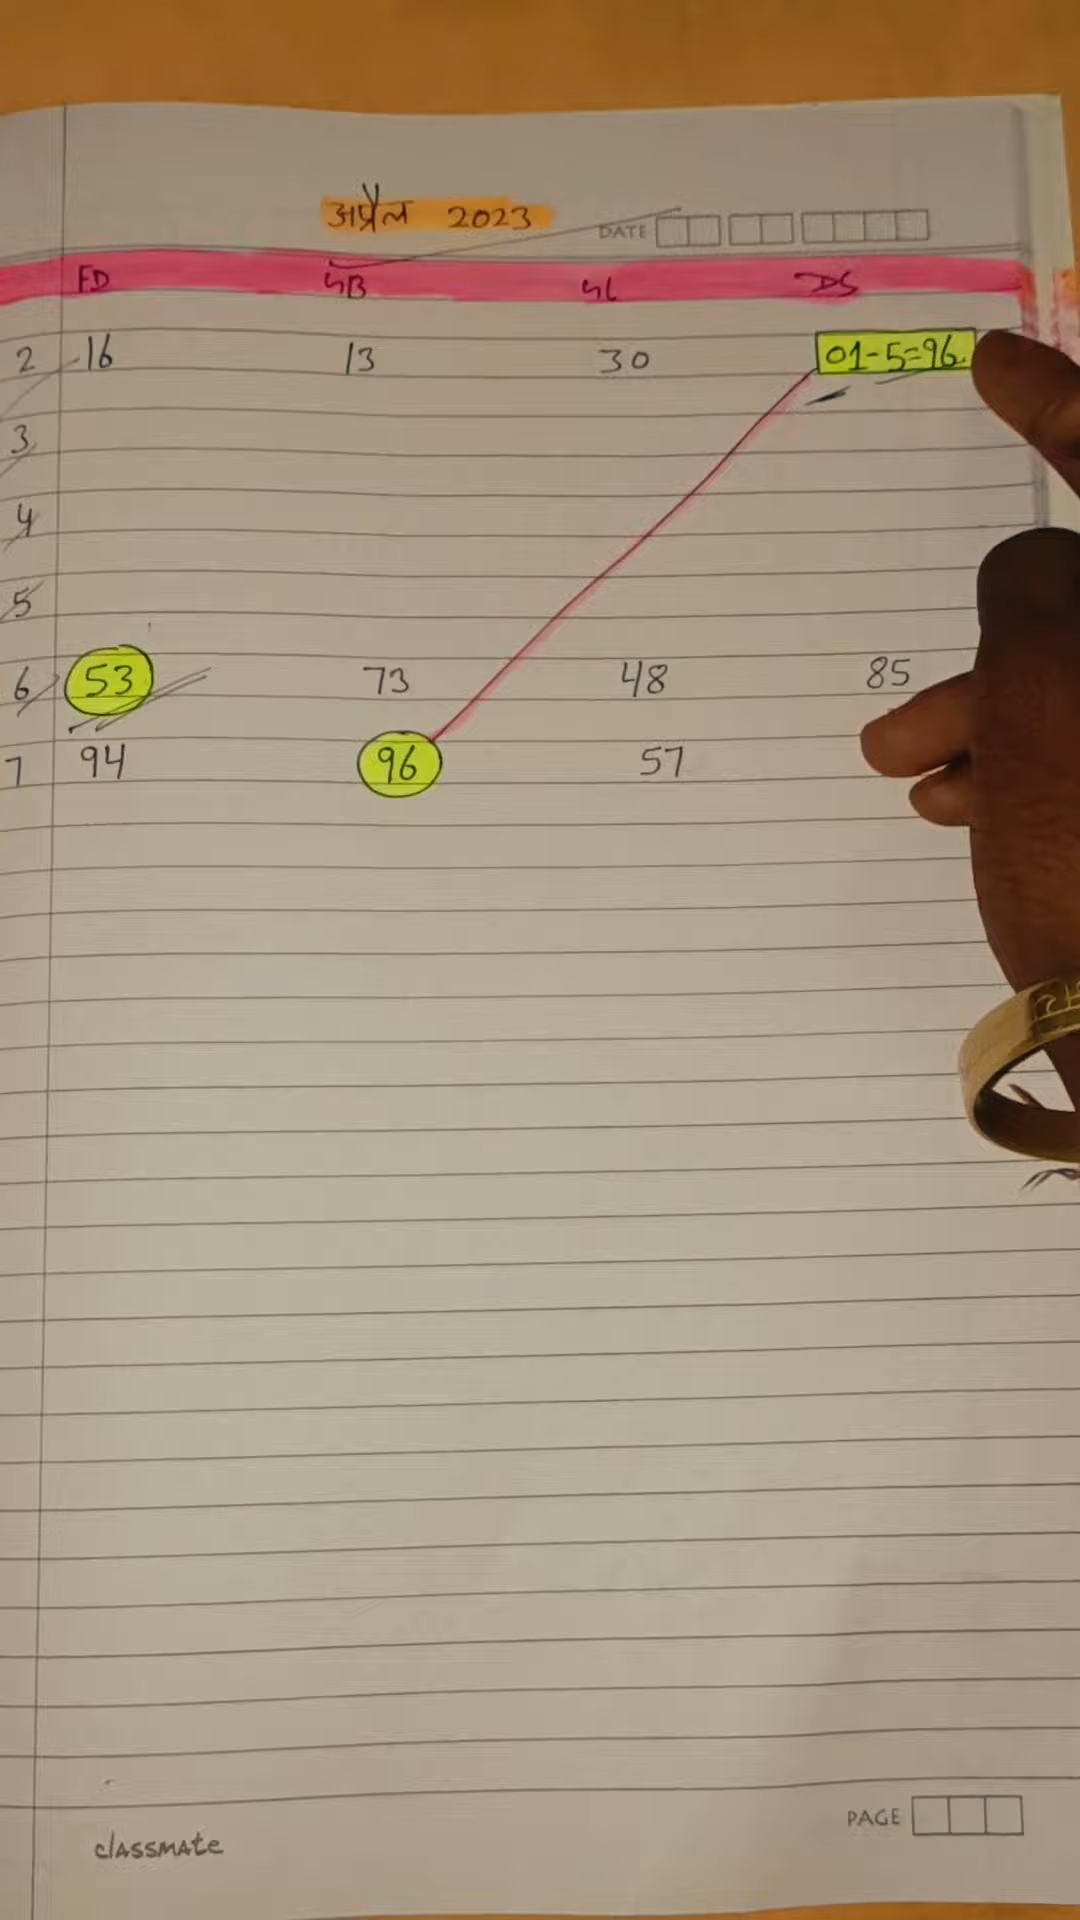 अप्रैल 2023
DATE
FD GB GL DS
2 16 13 30 01-5=96
3
4
5
6 53 73 48 85
7 94 96 57
PAGE
classmate